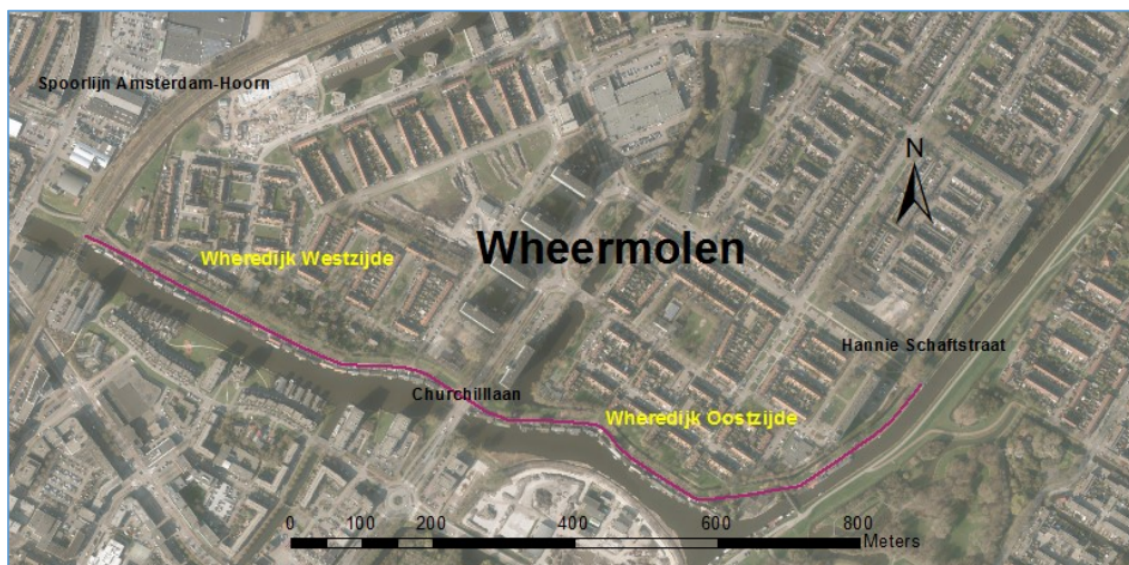 Spoorlijn Amsterdam-Hoorn
N
Wheermolen
Wheredijk Westzijde
Hannie Schaftstraat
Churchilllaan
Wheredijk Oostzijde
0 100 200 400 600 800
Meters